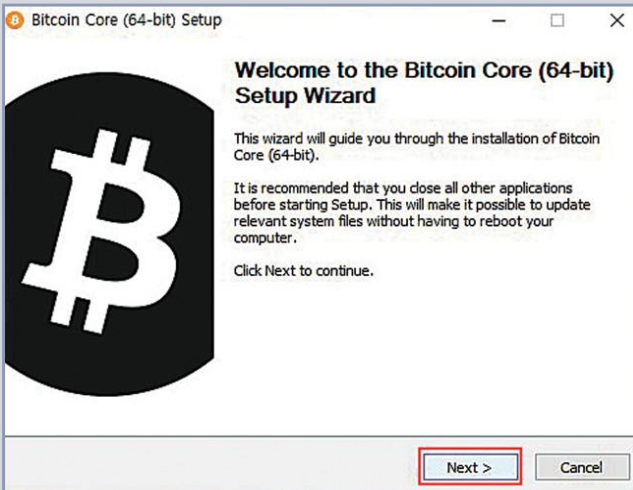 Bitcoin Core (64-bit) Setup
Welcome to the Bitcoin Core (64-bit)
Setup Wizard
This wizard will guide you through the installation of Bitcoin
Core (64-bit).
It is recommended that you close all other applications
before starting Setup. This will make it possible to update
relevant system files without having to reboot your
computer.
Click Next to continue.
Next >
Cancel